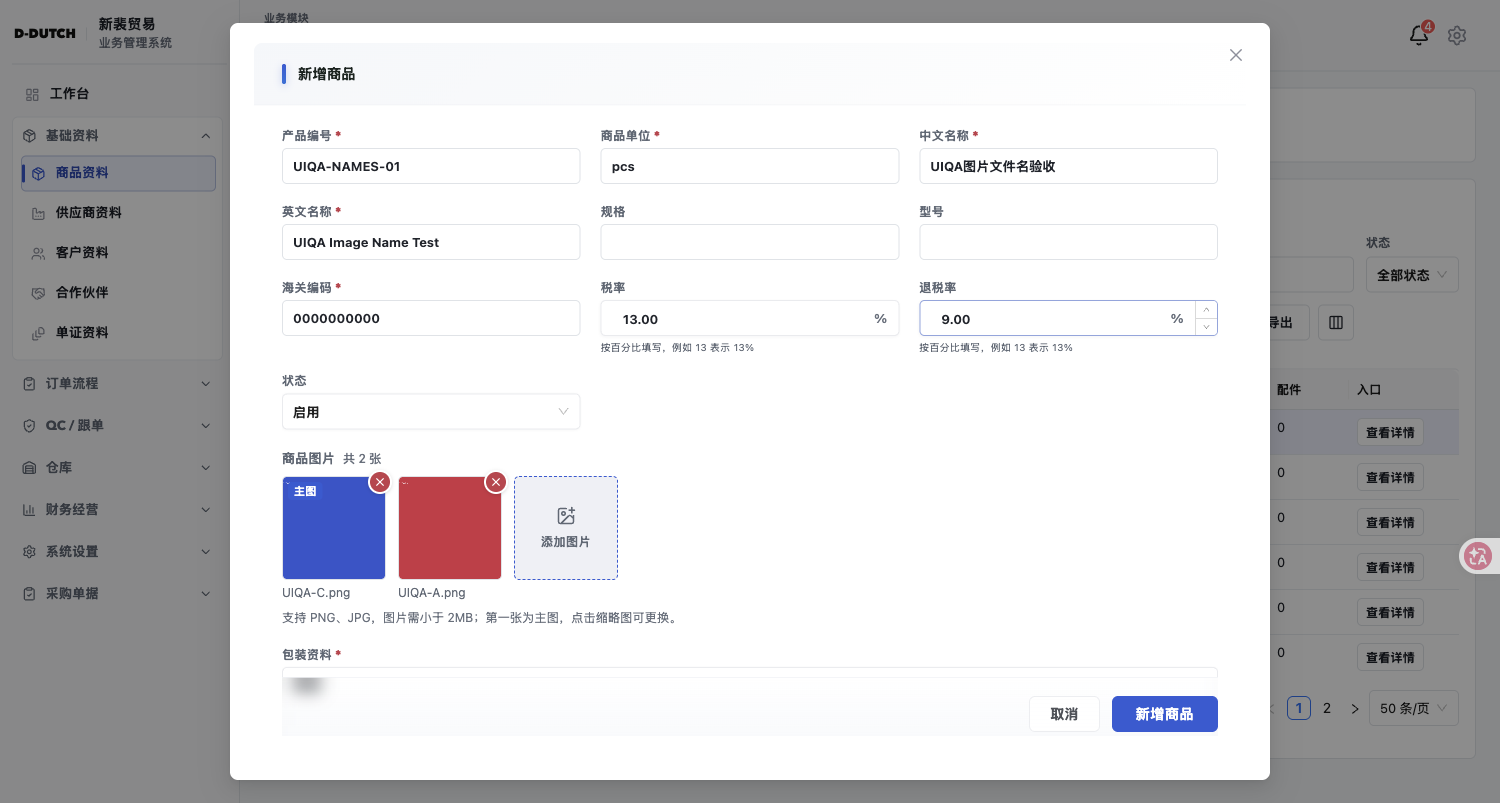 D-DUTCH
新装贸易
业务管理系统
工作台
基础资料
商品资料
供应商资料
客户资料
合作伙伴
单证资料
订单流程
QC / 跟单
仓库
财务经营
系统设置
采购单据
业务模块
4
新增商品
产品编号 *
商品单位 *
中文名称 *
UIQA-NAMES-01
pcs
UIQA图片文件名验收
英文名称 *
规格
型号
UIQA Image Name Test
海关编码 *
税率
退税率
0000000000
13.00 %
9.00 %
按百分比填写，例如 13 表示 13%
按百分比填写，例如 13 表示 13%
状态
启用
商品图片 共 2 张
主图
添加图片
UIQA-C.png
UIQA-A.png
支持 PNG、JPG，图片需小于 2MB；第一张为主图，点击缩略图可更换。
包装资料 *
取消
新增商品
状态
全部状态
导出
配件
入口
0
查看详情
0
查看详情
0
查看详情
0
查看详情
0
查看详情
0
查看详情
1
2
50 条/页